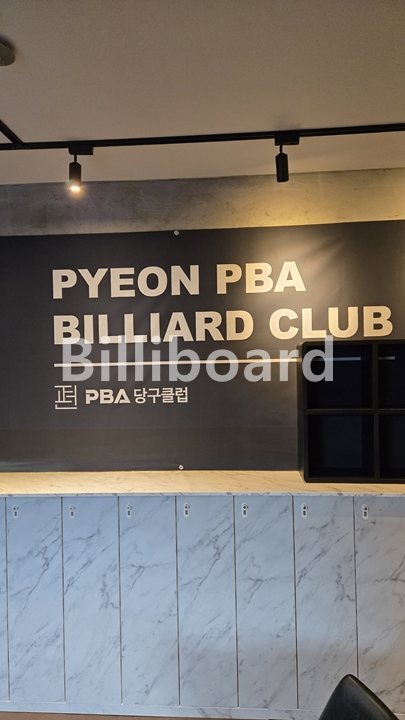 PYEON PBA
BILLIARD CLUB
Billiboard
편 PBA 당구클럽